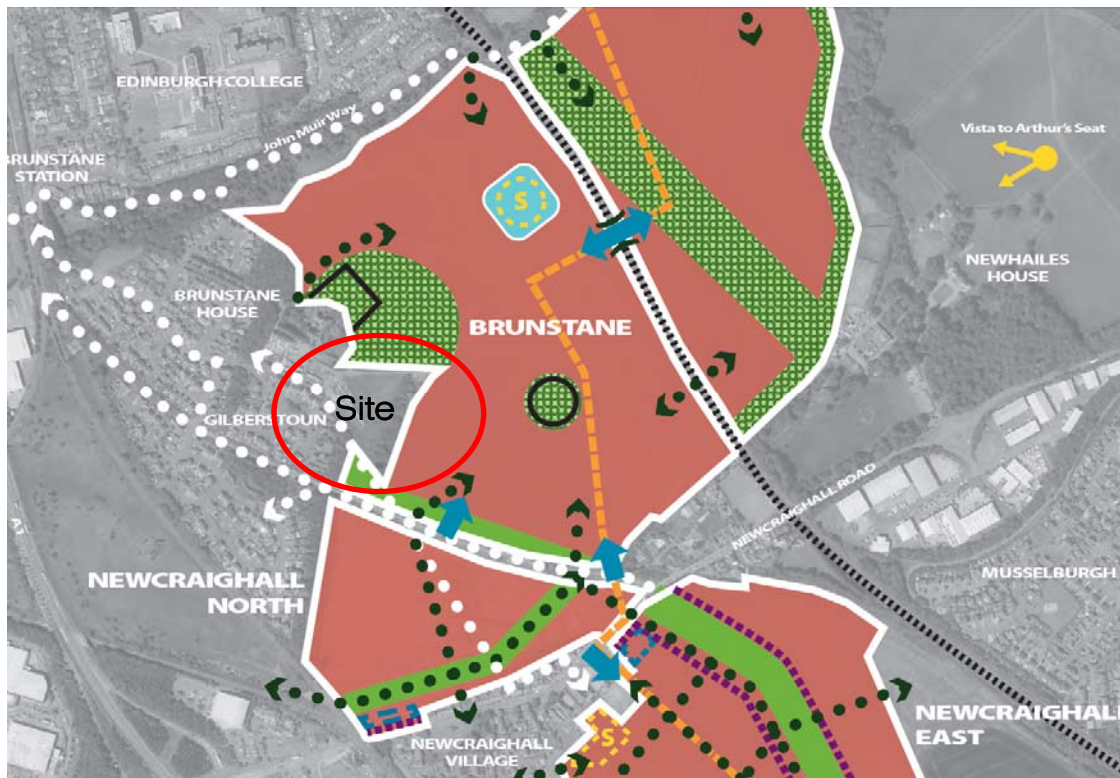 EDINBURGH COLLEGE
John Muir Way
BRUNSTANE
STATION
Vista to Arthur's Seat
S
NEWHAILES
HOUSE
BRUNSTANE
HOUSE
BRUNSTANE
Site
GILBERSTOUN
NEWCRAIGHALL ROAD
A1
NEWCRAIGHALL
NORTH
MUSSELBURGH
NEWCRAIGHALL
EAST
S
NEWCRAIGHALL
VILLAGE